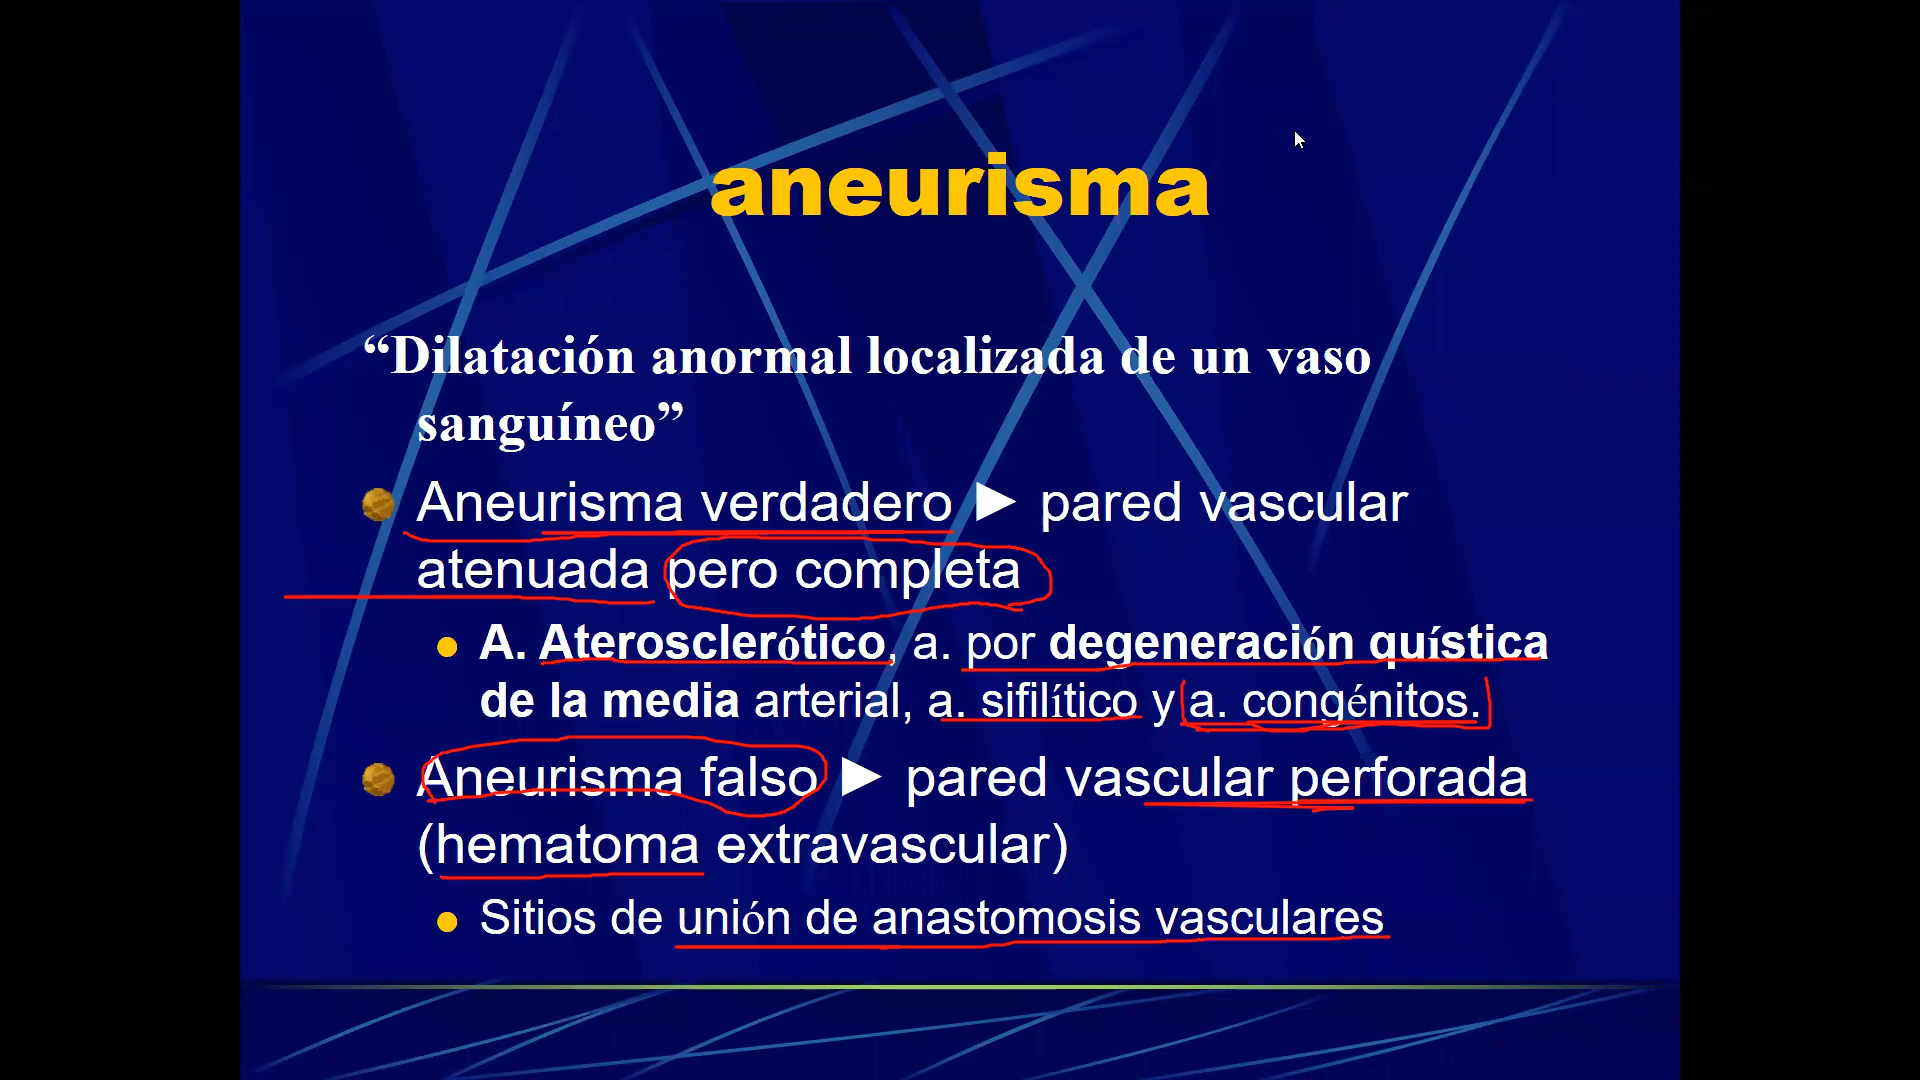 aneurisma
“Dilatación anormal localizada de un vaso
sanguíneo”
Aneurisma verdadero ► pared vascular
atenuada pero completa
A. Aterosclerótico, a. por degeneración quística
de la media arterial, a. sifilítico y a. congénitos.
Aneurisma falso ► pared vascular perforada
(hematoma extravascular)
Sitios de unión de anastomosis vasculares